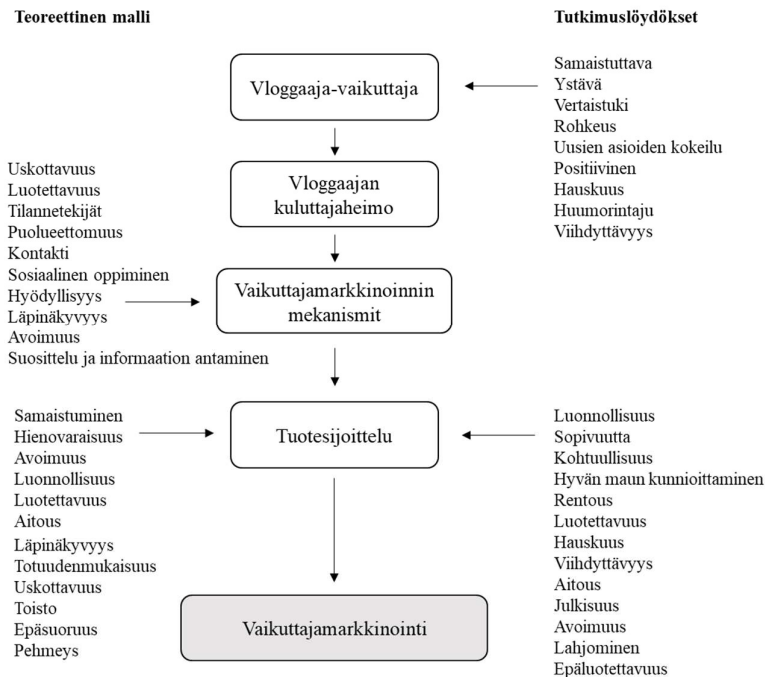 Teoreettinen malli
Tutkimuslöydökset
Vloggaaja-vaikuttaja
Samaistuttava
Ystävä
Vertaistuki
Rohkeus
Uusien asioiden kokeilu
Positiivinen
Hauskuus
Huumorintaju
Viihdyttävyys
Vloggaajan
kuluttajaheimo
Uskottavuus
Luotettavuus
Tilannetekijät
Puolueettomuus
Kontakti
Sosiaalinen oppiminen
Hyödyllisyys
Läpinäkyvyys
Avoimuus
Suosittelu ja informaation antaminen
Vaikuttajamarkkinoinnin
mekanismit
Samaistuminen
Hienovaraisuus
Avoimuus
Luonnollisuus
Luotettavuus
Aitous
Läpinäkyvyys
Totuudenmukaisuus
Uskottavuus
Toisto
Epäsuoruus
Pehmeys
Tuotesijoittelu
Luonnollisuus
Sopivuutta
Kohtuullisuus
Hyvän maun kunnioittaminen
Rentous
Luotettavuus
Hauskuus
Viihdyttävyys
Aitous
Julkisuus
Avoimuus
Lahjominen
Epäluotettavuus
Vaikuttajamarkkinointi